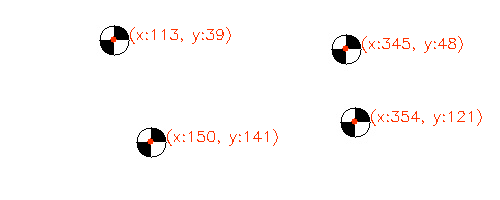 (x:113, y:39)
(x:345, y:48)
(x:354, y:121)
(x:150, y:141)